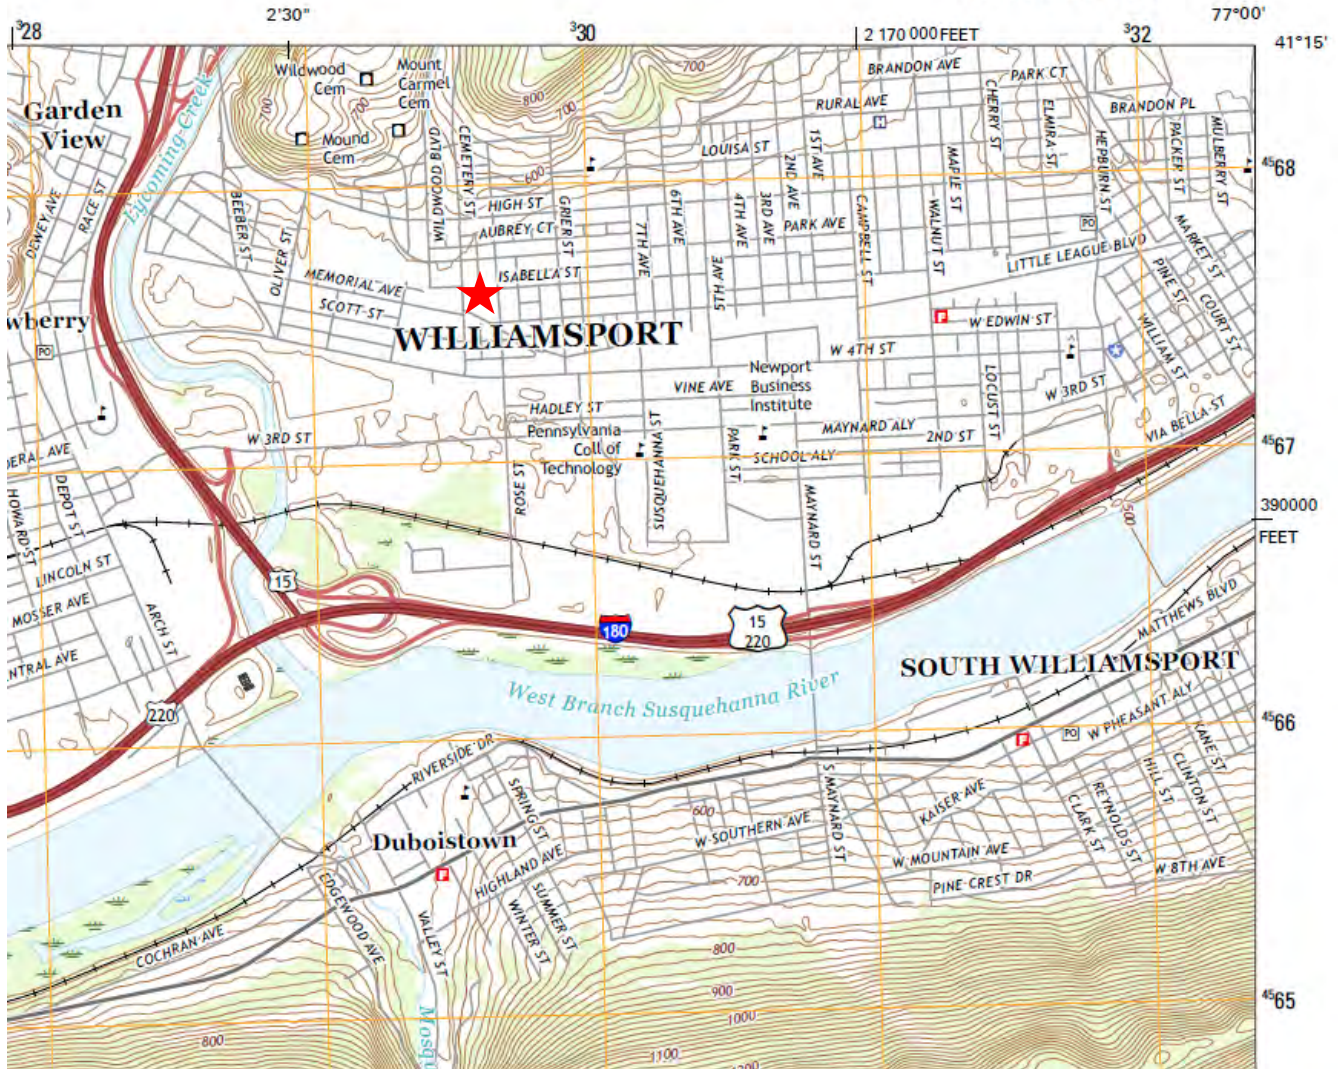 ³28
2'30"
³30
2 170 000 FEET
³32
77°00'
41°15'
Wildwood
Cem
Mount
Carmel
Cem
Mound
Cem
Garden
View
Lycoming Creek
700
700
800
700
700
600
BRANDON AVE
PARK CT
BRANDON PL
RURAL AVE
H
CHERRY ST
ELMIRA ST
HEPBURN ST
PACKER ST
MULBERRY ST
⁴⁵68
WILDWOOD BLVD
CEMETERY ST
LOUISA ST
2ND AVE
1ST AVE
MAPLE ST
DEWEY AVE
RACE ST
BEEBER ST
OLIVER ST
HIGH ST
AUBREY CT
GRIER ST
7TH AVE
6TH AVE
4TH AVE
3RD AVE
PARK AVE
5TH AVE
CAMPBELL ST
WALNUT ST
PO
LITTLE LEAGUE BLVD
MARKET ST
PINE ST
COURT ST
WILLIAM ST
ISABELLA ST
MEMORIAL AVE
SCOTT ST
wberry
PO
WILLIAMSPORT
F
W EDWIN ST
W 4TH ST
Newport
Business
Institute
LOCUST ST
W 3RD ST
VINE AVE
HADLEY ST
Pennsylvania
Coll of
Technology
SUSQUEHANNA ST
PARK ST
MAYNARD ALY
2ND ST
SCHOOL ALY
VIA BELLA ST
⁴⁵67
W 3RD ST
DERAL AVE
HOWARD ST
DEPOT ST
ROSE ST
MAYNARD ST
500
390000
FEET
LINCOLN ST
MOSSER AVE
ENTRAL AVE
ARCH ST
15
180
15
220
220
MATTHEWS BLVD
SOUTH WILLIAMSPORT
West Branch Susquehanna River
F
PO
W PHEASANT ALY
KANE ST
CLINTON ST
HILL ST
REYNOLDS ST
CLARK ST
⁴⁵66
RIVERSIDE DR
SPRING ST
Duboistown
F
HIGHLAND AVE
SUMMER ST
WINTER ST
600
W SOUTHERN AVE
S MAYNARD ST
KAISER AVE
W MOUNTAIN AVE
PINE CREST DR
W 8TH AVE
700
EDGEWOOD AVE
VALLEY ST
COCHRAN AVE
800
900
1000
1100
800
Mosqu
⁴⁵65